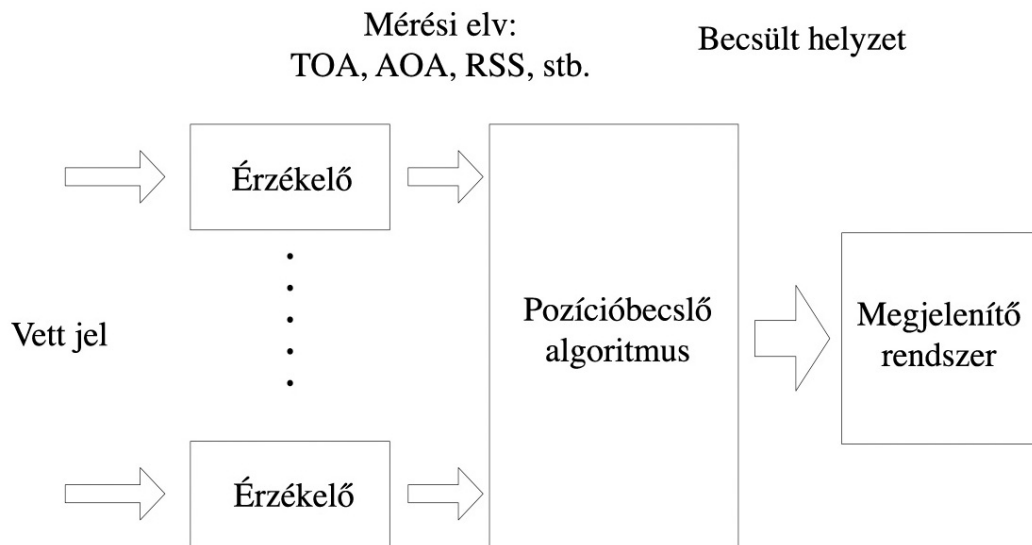 Mérési elv:
TOA, AOA, RSS, stb.
Becsült helyzet
Érzékelő
Vett jel
Pozícióbecslő
algoritmus
Megjelenítő
rendszer
Érzékelő